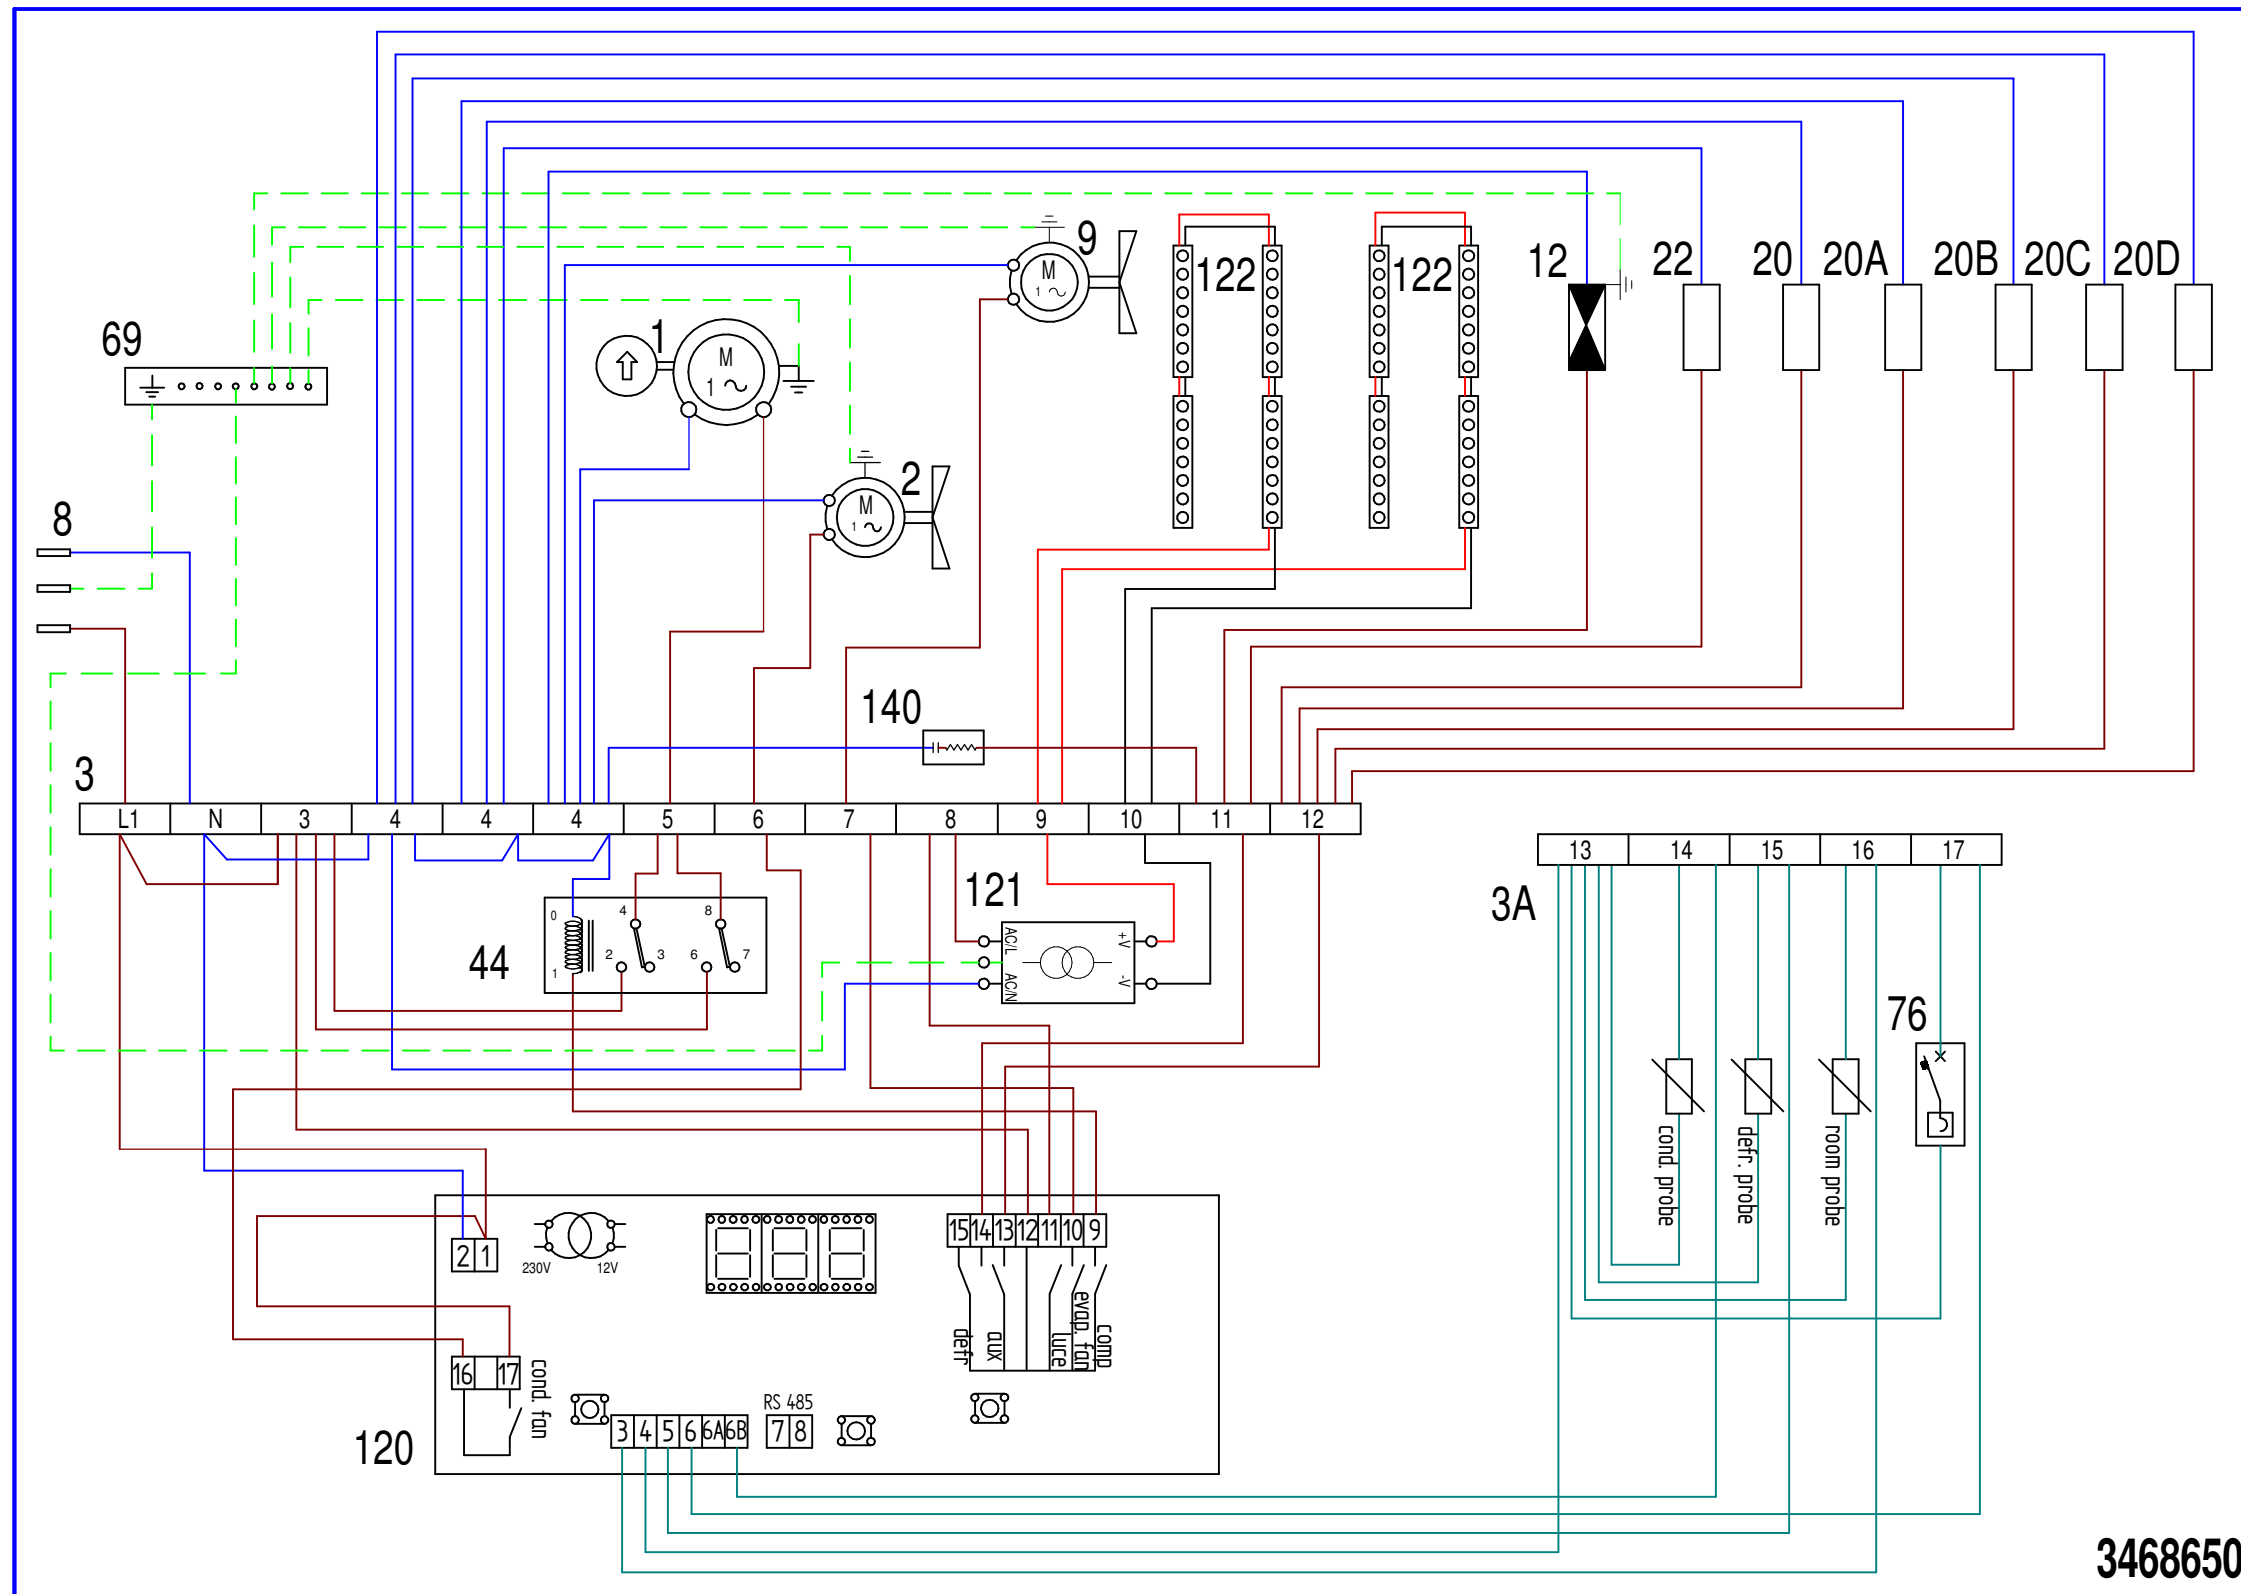 9
122
122
12
22
20
20A
20B
20C
20D
M
1
1
M
1
69
2
M
1
8
140
3
L1
N
3
4
4
4
5
6
7
8
9
10
11
12
13
14
15
16
17
3A
44
0
1
4
2
3
8
6
7
121
AC/L
AC/N
+V
-V
76
cond. probe
defr. probe
room probe
2
1
230V
12V
15
14
13
12
11
10
9
defr
aux
luce
evap. fan
comp
16
17
cond. fan
120
3
4
5
6
6A
6B
RS 485
7
8
3468650